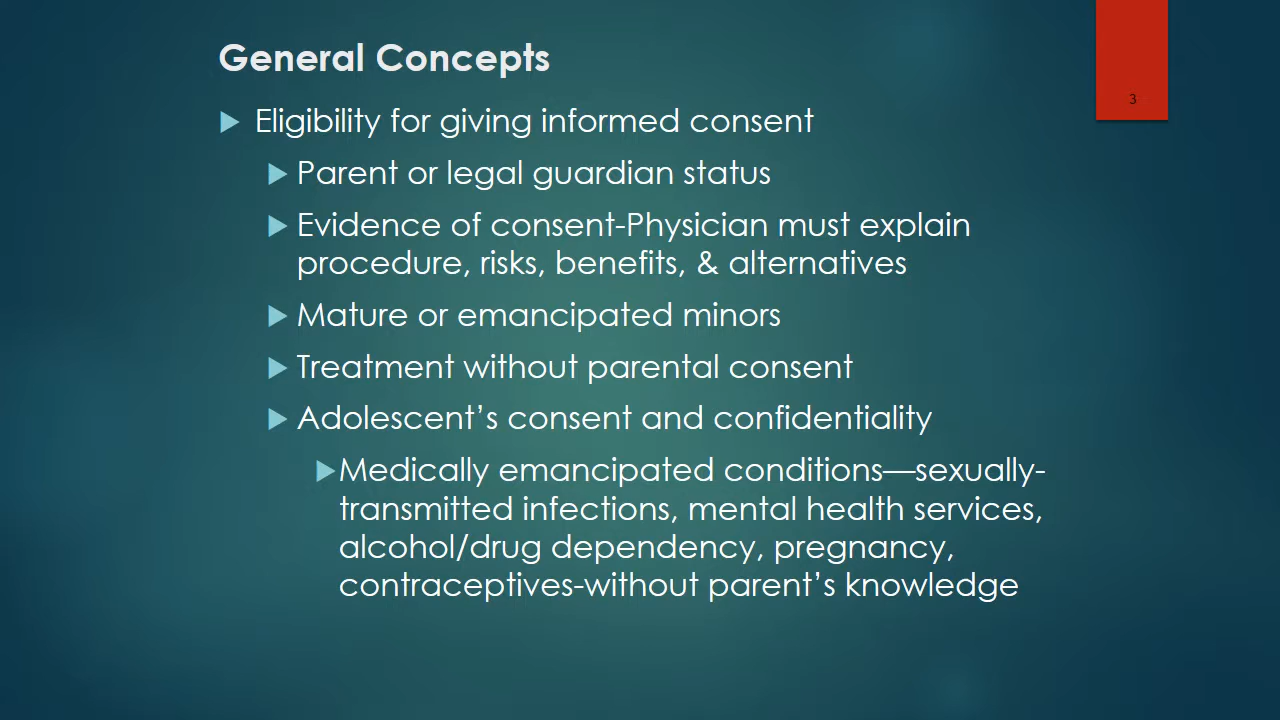 General Concepts
3
Eligibility for giving informed consent
Parent or legal guardian status
Evidence of consent-Physician must explain
procedure, risks, benefits, & alternatives
Mature or emancipated minors
Treatment without parental consent
Adolescent’s consent and confidentiality
Medically emancipated conditions—sexually-
transmitted infections, mental health services,
alcohol/drug dependency, pregnancy,
contraceptives-without parent’s knowledge